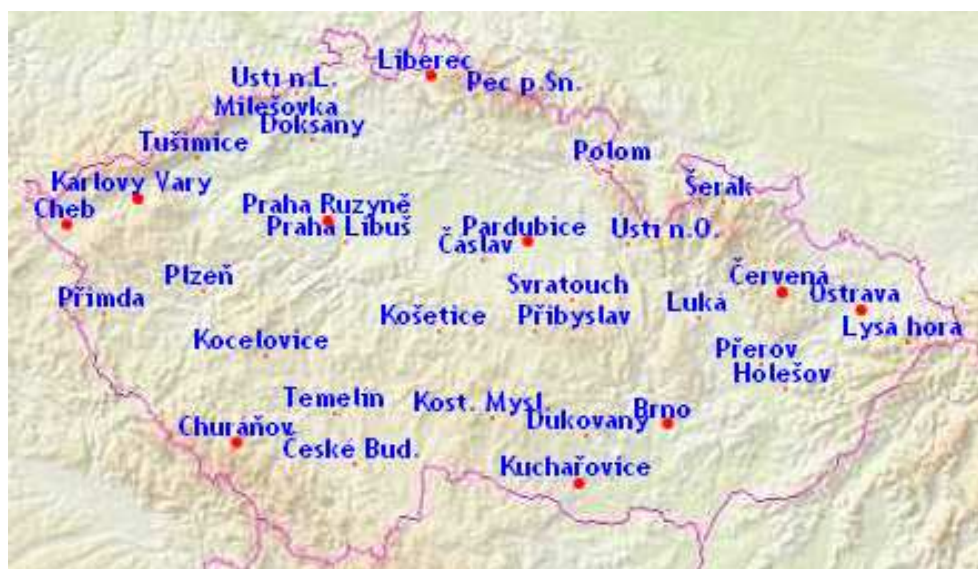 Liberec
Ústí n.L.
Pec p.Sn.
Milešovka
Doksany
Tušimice
Polom
Karlovy Vary
Šerák
Cheb
Praha Ruzyně
Praha Libuš
Pardubice
Ústí n.O.
Čáslav
Plzeň
Červená
Přimda
Svratouch
Luká
Ostrava
Košetice
Přibyslav
Lysá hora
Kocelovice
Přerov
Holešov
Temelín
Kost. Mysl.
Brno
Churáňov
Dukovany
České Bud.
Kuchařovice